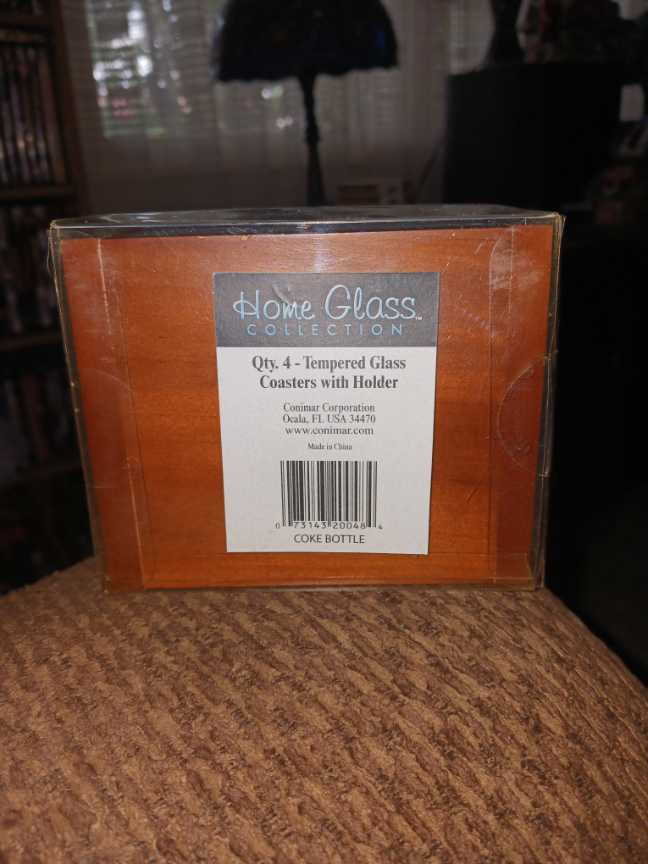 Home Glass™
COLLECTION
Qty. 4 - Tempered Glass
Coasters with Holder
Conimar Corporation
Ocala, FL USA 34470
www.conimar.com
Made in China
0 73143 20048 4
COKE BOTTLE